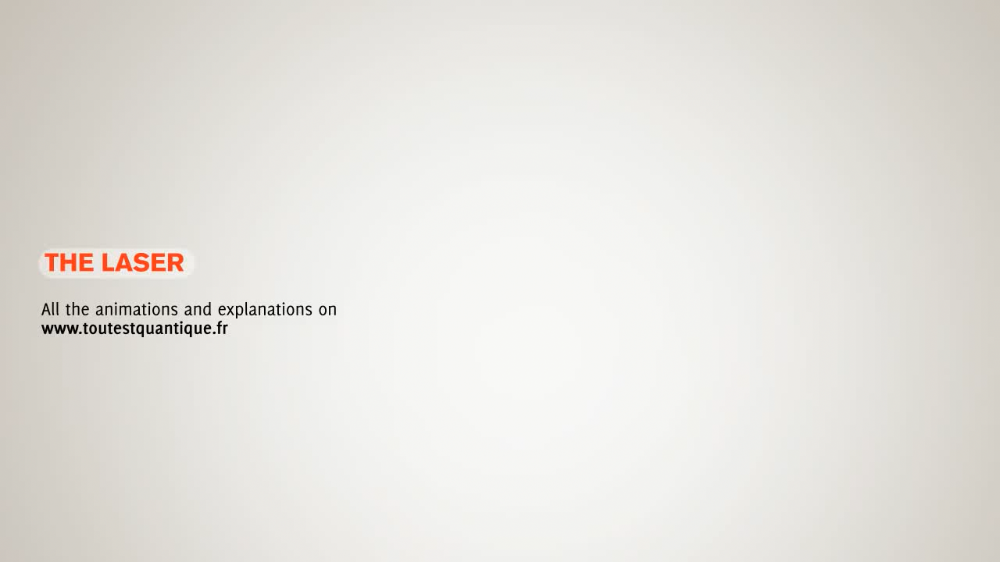 THE LASER
All the animations and explanations on
www.toutestquantique.fr